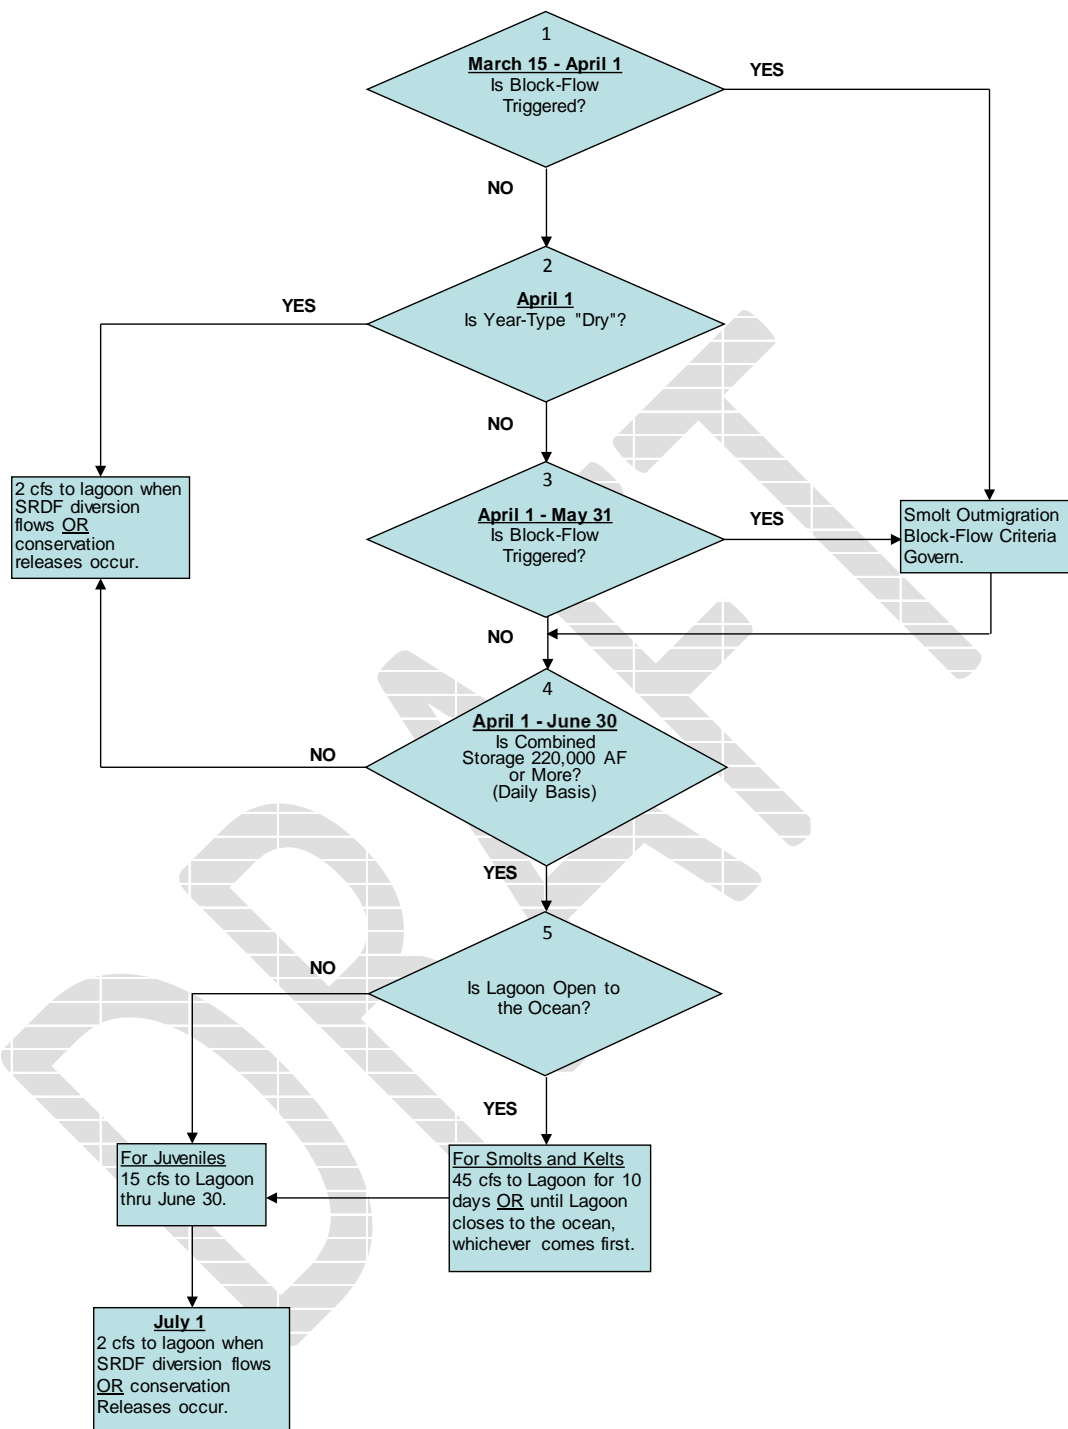 1
March 15 - April 1
Is Block-Flow
Triggered?
YES
NO
2
April 1
Is Year-Type "Dry"?
YES
NO
2 cfs to lagoon when
SRDF diversion
flows OR
conservation
releases occur.
3
April 1 - May 31
Is Block-Flow
Triggered?
YES
Smolt Outmigration
Block-Flow Criteria
Govern.
NO
4
April 1 - June 30
Is Combined
Storage 220,000 AF
or More?
(Daily Basis)
NO
YES
5
Is Lagoon Open to
the Ocean?
NO
YES
For Juveniles
15 cfs to Lagoon
thru June 30.
For Smolts and Kelts
45 cfs to Lagoon for 10
days OR until Lagoon
closes to the ocean,
whichever comes first.
July 1
2 cfs to lagoon when
SRDF diversion flows
OR conservation
Releases occur.
DRAFT